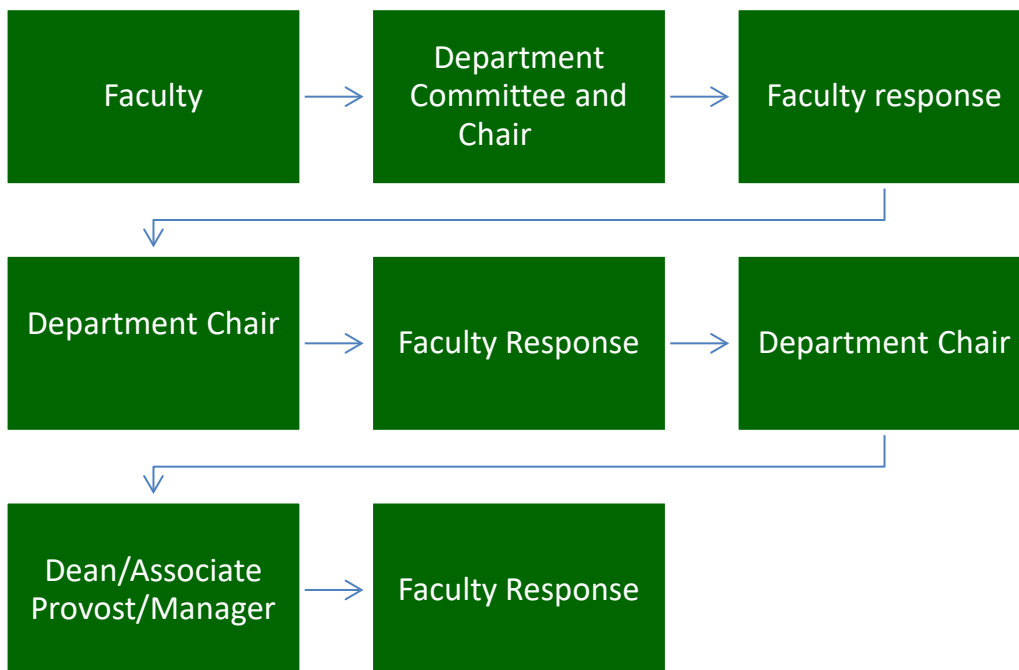 Faculty
Department
Committee and
Chair
Faculty response
Department Chair
Faculty Response
Department Chair
Dean/Associate
Provost/Manager
Faculty Response